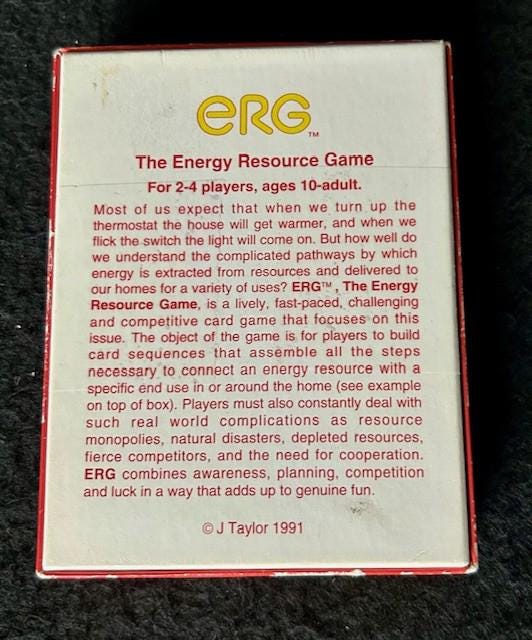 ERG™
The Energy Resource Game
For 2-4 players, ages 10-adult.
Most of us expect that when we turn up the
thermostat the house will get warmer, and when we
flick the switch the light will come on. But how well do
we understand the complicated pathways by which
energy is extracted from resources and delivered to
our homes for a variety of uses? ERG™, The Energy
Resource Game, is a lively, fast-paced, challenging
and competitive card game that focuses on this
issue. The object of the game is for players to build
card sequences that assemble all the steps
necessary to connect an energy resource with a
specific end use in or around the home (see example
on top of box). Players must also constantly deal with
such real world complications as resource
monopolies, natural disasters, depleted resources,
fierce competitors, and the need for cooperation.
ERG combines awareness, planning, competition
and luck in a way that adds up to genuine fun.
© J Taylor 1991